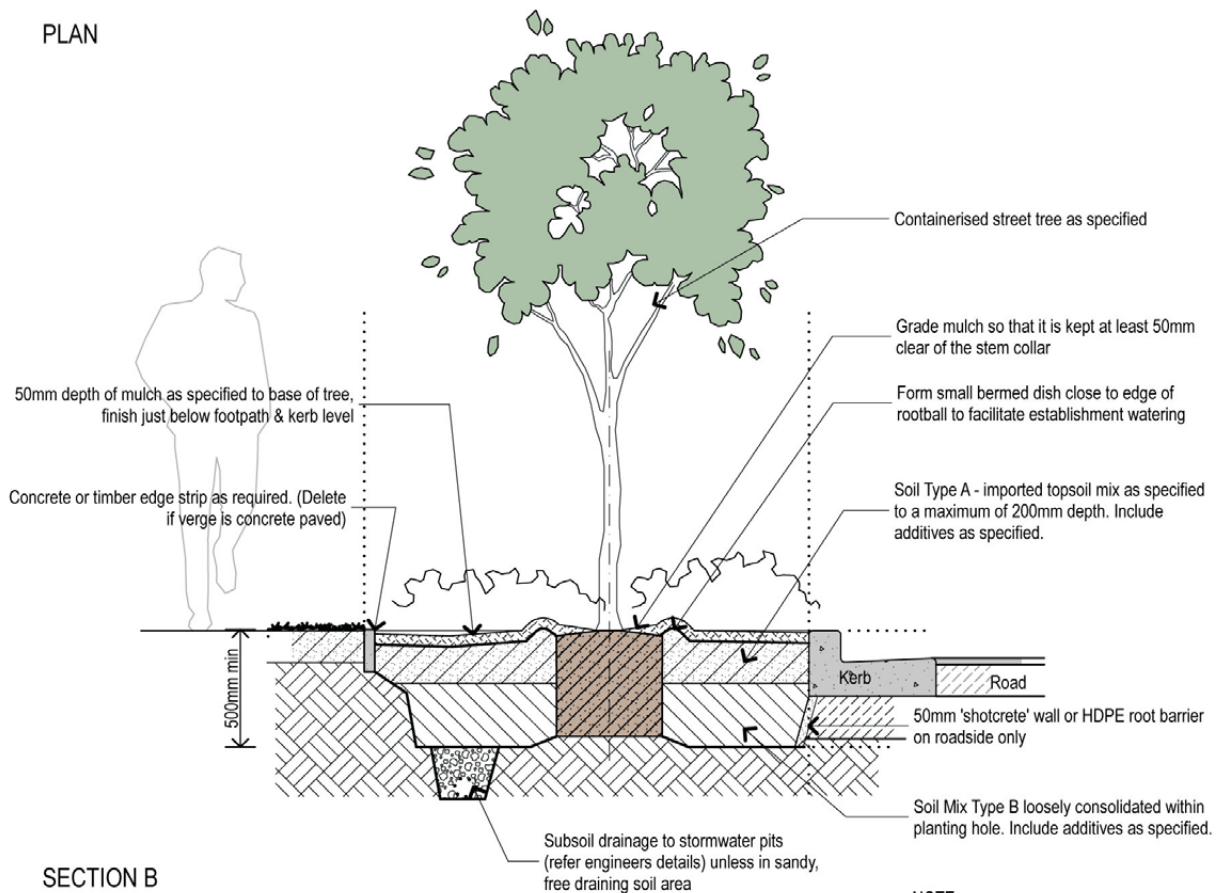 PLAN
Containerised street tree as specified
Grade mulch so that it is kept at least 50mm
clear of the stem collar
50mm depth of mulch as specified to base of tree,
finish just below footpath & kerb level
Form small bermed dish close to edge of
rootball to facilitate establishment watering
Concrete or timber edge strip as required. (Delete
if verge is concrete paved)
Soil Type A - imported topsoil mix as specified
to a maximum of 200mm depth. Include
additives as specified.
500mm min
Kerb
Road
50mm 'shotcrete' wall or HDPE root barrier
on roadside only
Soil Mix Type B loosely consolidated within
planting hole. Include additives as specified.
Subsoil drainage to stormwater pits
(refer engineers details) unless in sandy,
free draining soil area
SECTION B